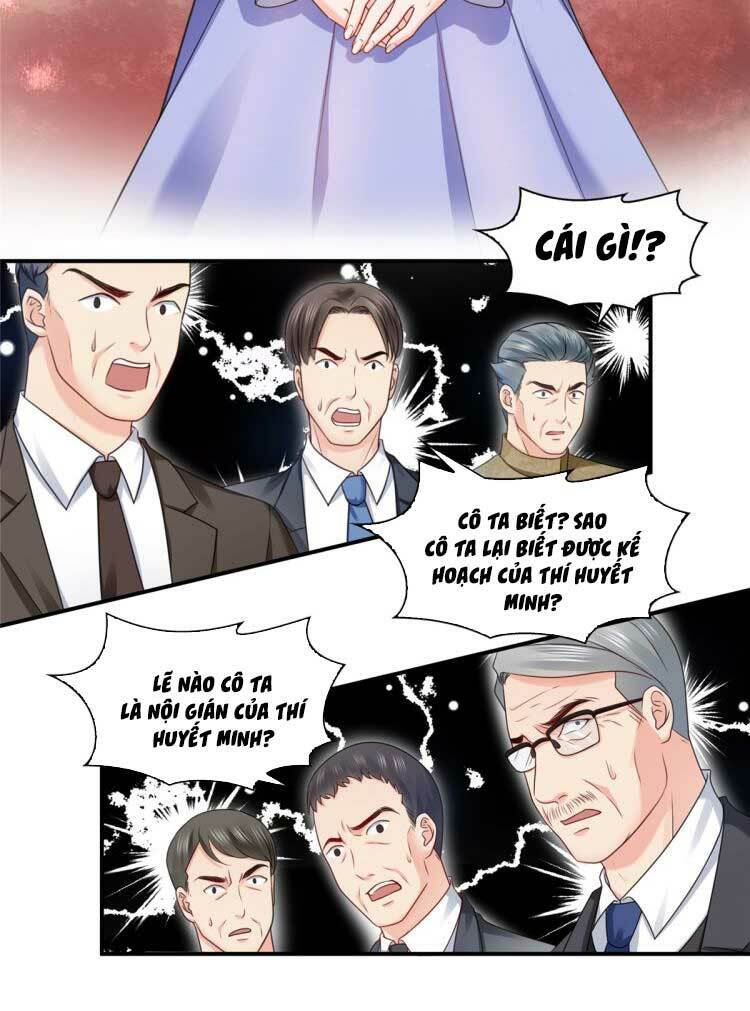 CÁI GÌ!?
CÔ TA BIẾT? SAO
CÔ TA LẠI BIẾT ĐƯỢC KẾ
HOẠCH CỦA THÍ HUYẾT
MINH?
LẼ NÀO CÔ TA
LÀ NỘI GIÁN CỦA THÍ
HUYẾT MINH?